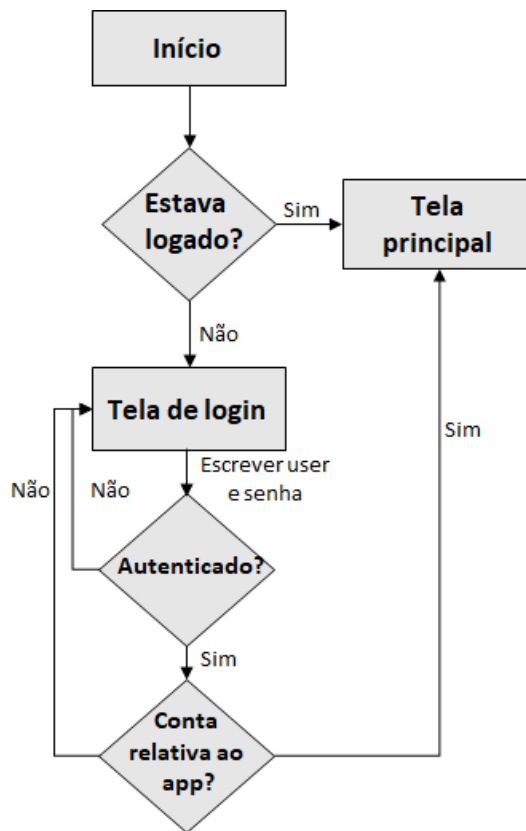 Início
Estava
logado?
Sim
Tela
principal
Não
Tela de login
Sim
Escrever user
e senha
Não
Não
Autenticado?
Sim
Conta
relativa ao
app?